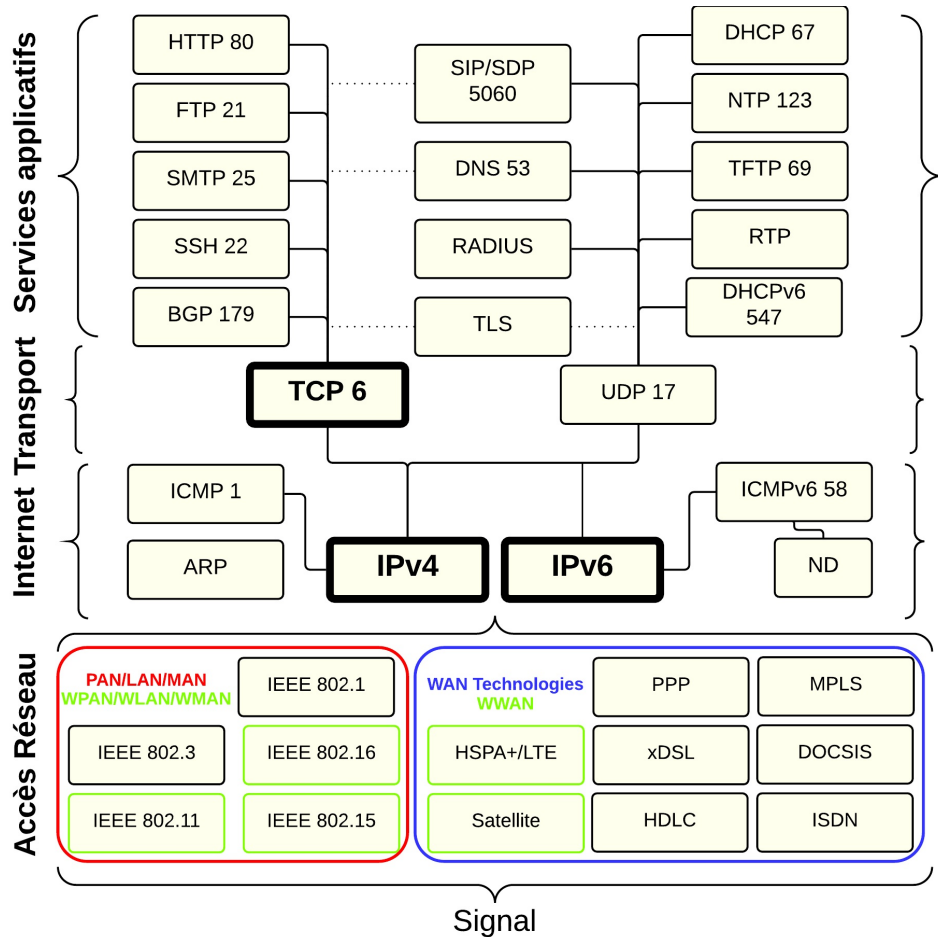 Services applicatifs
HTTP 80
FTP 21
SMTP 25
SSH 22
BGP 179
SIP/SDP
5060
DNS 53
RADIUS
TLS
DHCP 67
NTP 123
TFTP 69
RTP
DHCPv6
547
Transport
TCP 6
UDP 17
Internet
ICMP 1
ARP
IPv4
IPv6
ICMPv6 58
ND
Accès Réseau
PAN/LAN/MAN
WPAN/WLAN/WMAN
IEEE 802.1
IEEE 802.3
IEEE 802.16
IEEE 802.11
IEEE 802.15
WAN Technologies
WWAN
PPP
MPLS
HSPA+/LTE
xDSL
DOCSIS
Satellite
HDLC
ISDN
Signal